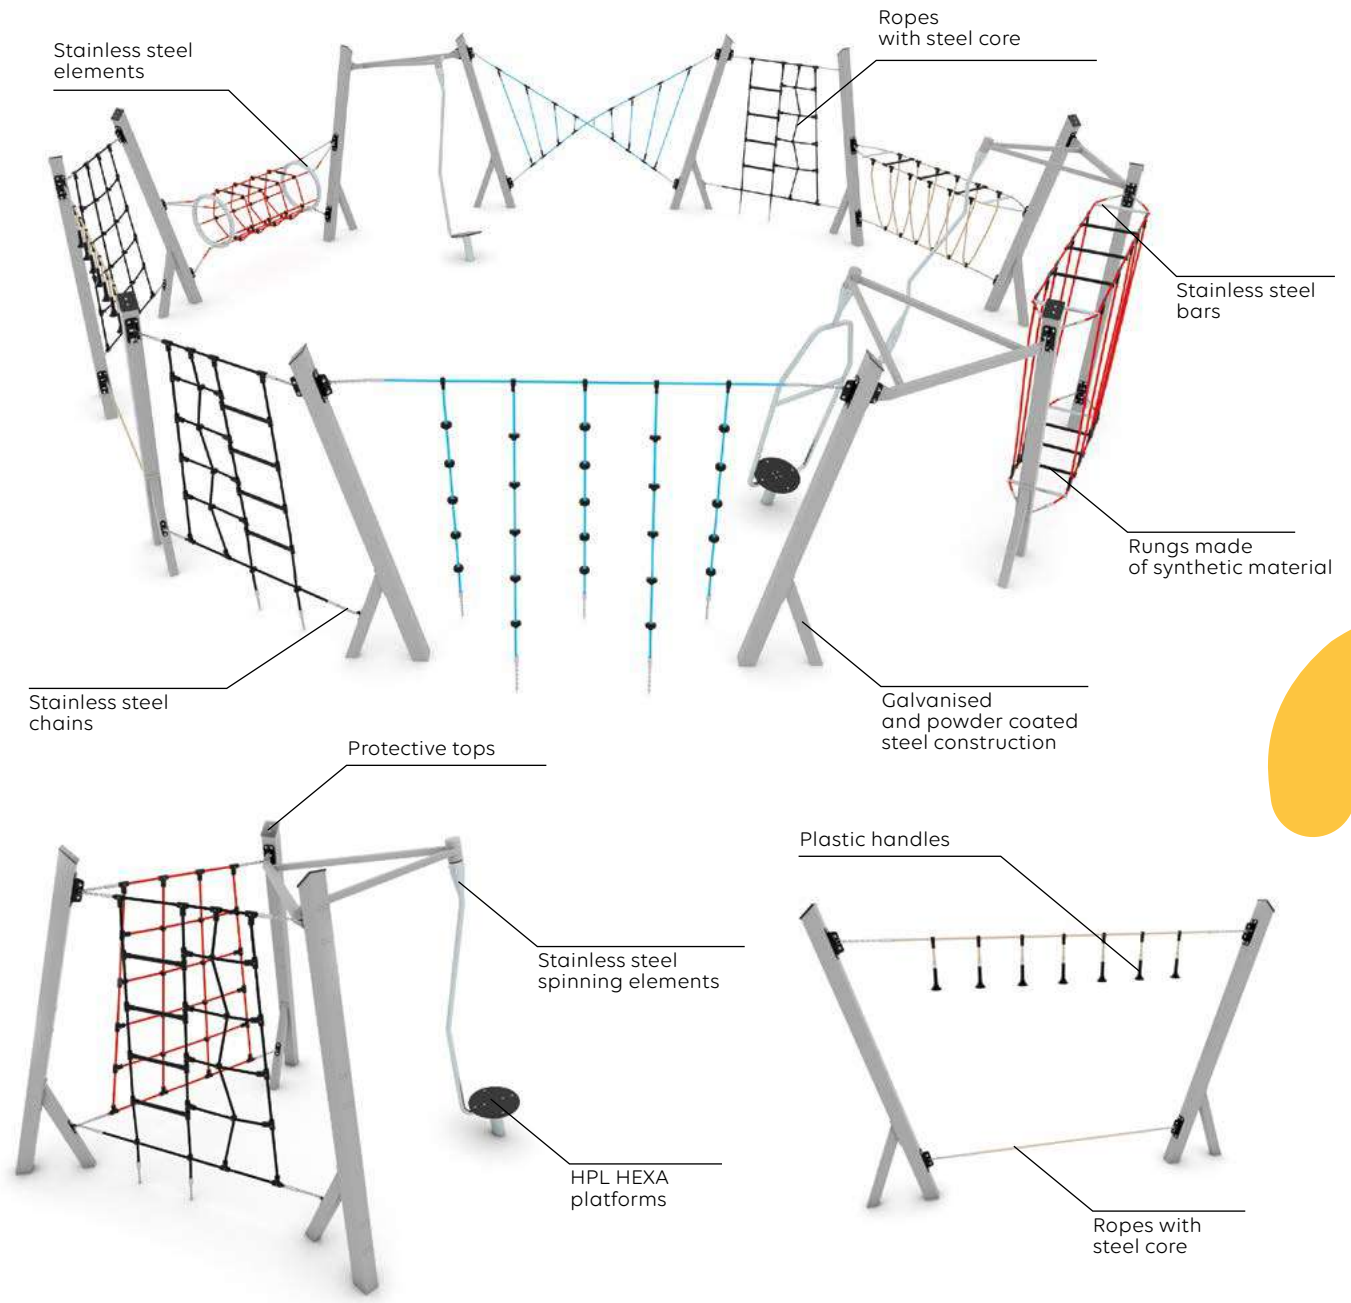 Ropes
with steel core
Stainless steel
elements
Stainless steel
bars
Rungs made
of synthetic material
Stainless steel
chains
Galvanised
and powder coated
steel construction
Protective tops
Plastic handles
Stainless steel
spinning elements
HPL HEXA
platforms
Ropes with
steel core